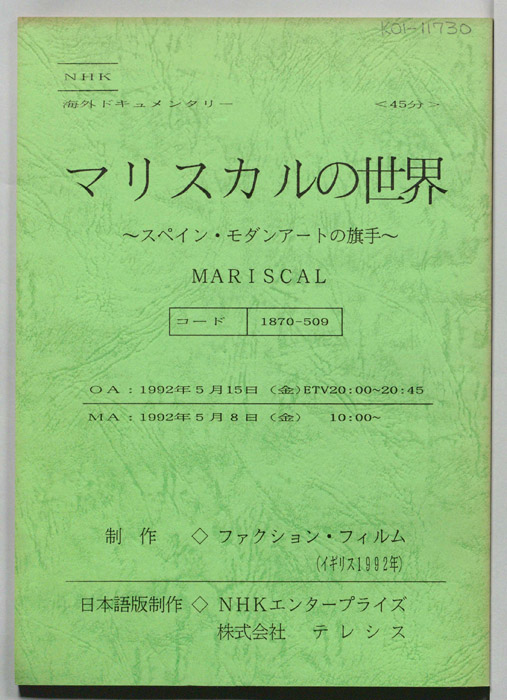 K01-11730
NHK
海外ドキュメンタリー <45分>
マリスカルの世界
~スペイン・モダンアートの旗手~
MARISCAL
コード 1870-509
OA:1992年5月15日(金)ETV20:00~20:45
MA:1992年5月8日(金) 10:00~
制作 ◇ ファクション・フィルム
(イギリス1992年)
日本語版制作 ◇ NHKエンタープライズ
株式会社 テレシス